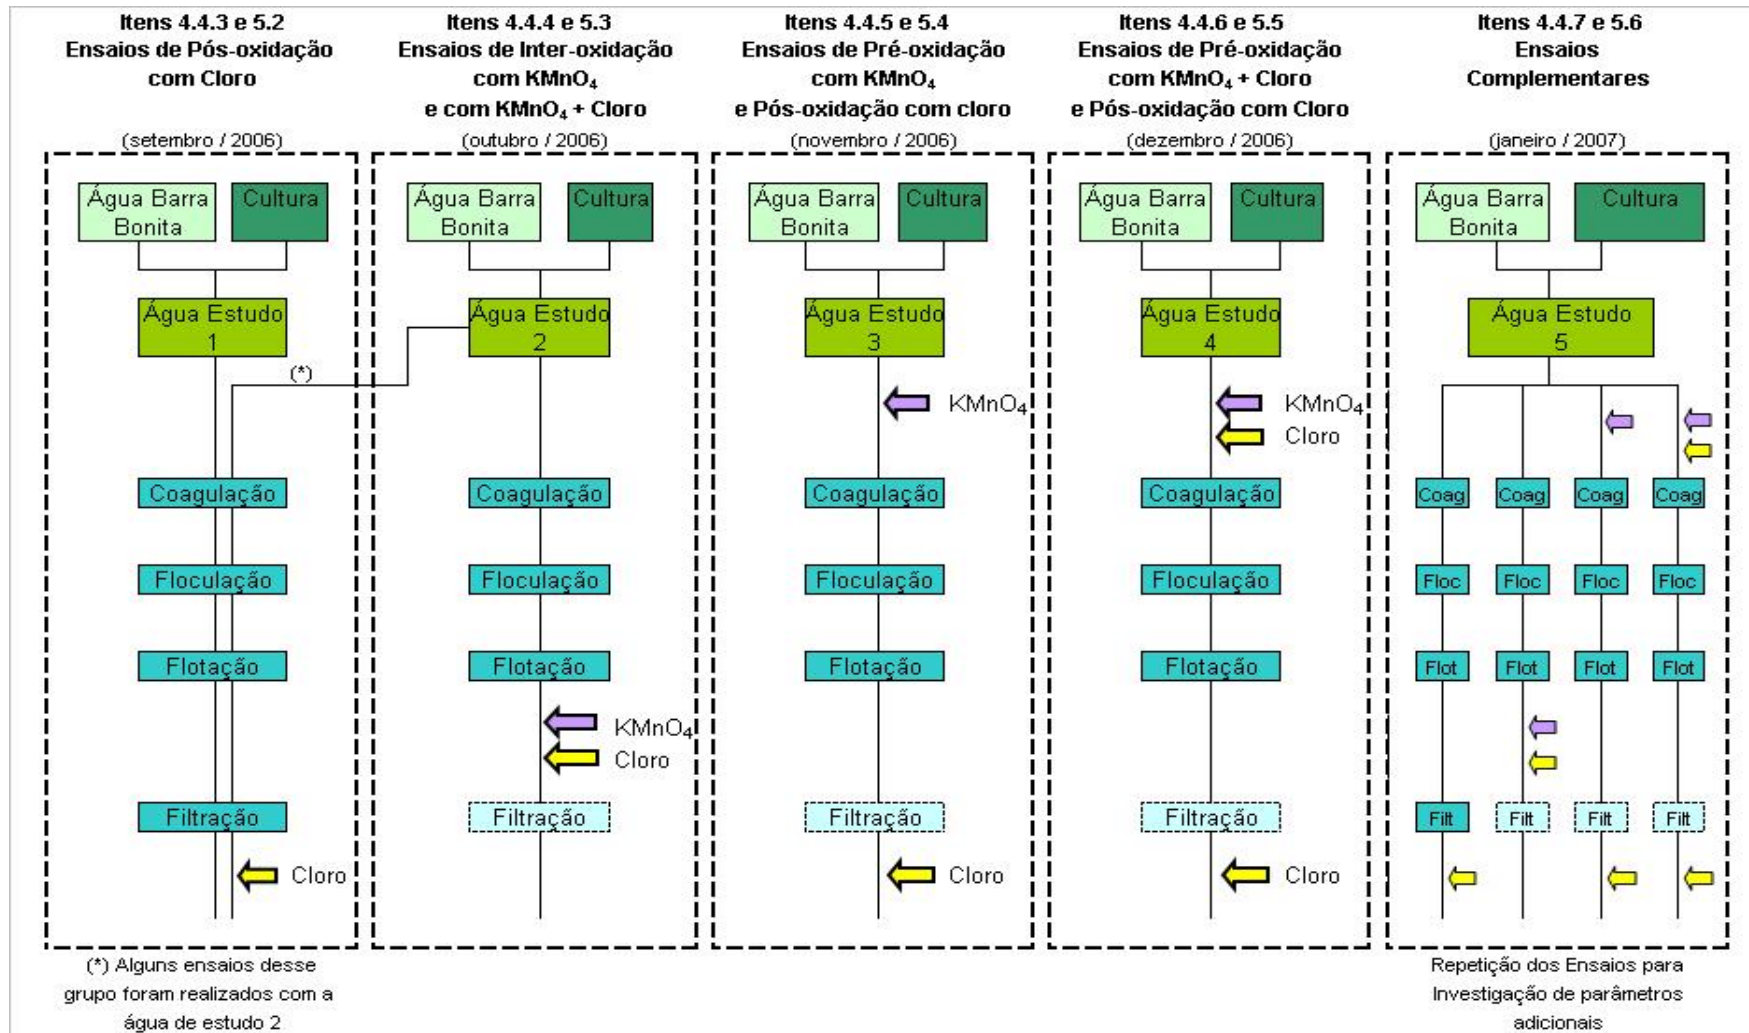 Itens 4.4.3 e 5.2
Ensaios de Pós-oxidação
com Cloro
(setembro / 2006)
Água Barra
Bonita
Cultura
Água Estudo
1
(*)
Coagulação
Floculação
Flotação
Filtração
Cloro
(*) Alguns ensaios desse
grupo foram realizados com a
água de estudo 2
Itens 4.4.4 e 5.3
Ensaios de Inter-oxidação
com KMnO₄
e com KMnO₄ + Cloro
(outubro / 2006)
Água Barra
Bonita
Cultura
Água Estudo
2
Coagulação
Floculação
Flotação
KMnO₄
Cloro
Filtração
Itens 4.4.5 e 5.4
Ensaios de Pré-oxidação
com KMnO₄
e Pós-oxidação com cloro
(novembro / 2006)
Água Barra
Bonita
Cultura
Água Estudo
3
KMnO₄
Coagulação
Floculação
Flotação
Filtração
Cloro
Itens 4.4.6 e 5.5
Ensaios de Pré-oxidação
com KMnO₄ + Cloro
e Pós-oxidação com Cloro
(dezembro / 2006)
Água Barra
Bonita
Cultura
Água Estudo
4
KMnO₄
Cloro
Coagulação
Floculação
Flotação
Filtração
Cloro
Itens 4.4.7 e 5.6
Ensaios
Complementares
(janeiro / 2007)
Água Barra
Bonita
Cultura
Água Estudo
5
Coag Coag Coag Coag
Floc Floc Floc Floc
Flot Flot Flot Flot
Filt Filt Filt Filt
Repetição dos Ensaios para
Investigação de parâmetros
adicionais